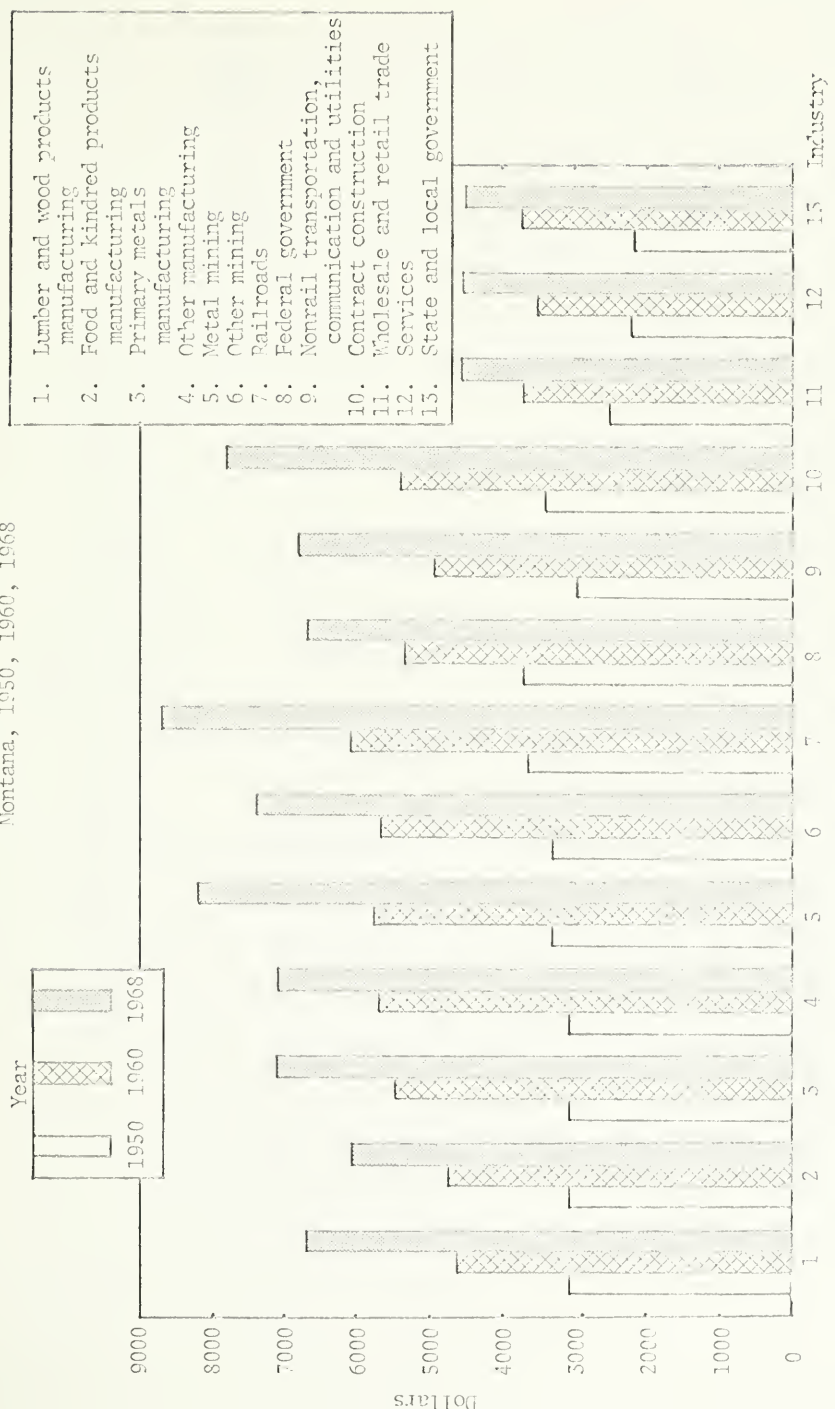 Montana, 1950, 1960, 1968
Year
1950 1960 1968
1. Lumber and wood products
manufacturing
2. Food and kindred products
manufacturing
3. Primary metals
manufacturing
4. Other manufacturing
5. Metal mining
6. Other mining
7. Railroads
8. Federal government
9. Nonrail transportation,
communication and utilities
10. Contract construction
11. Wholesale and retail trade
12. Services
13. State and local government
Dollars
9000
8000
7000
6000
5000
4000
3000
2000
1000
0
1 2 3 4 5 6 7 8 9 10 11 12 13 Industry